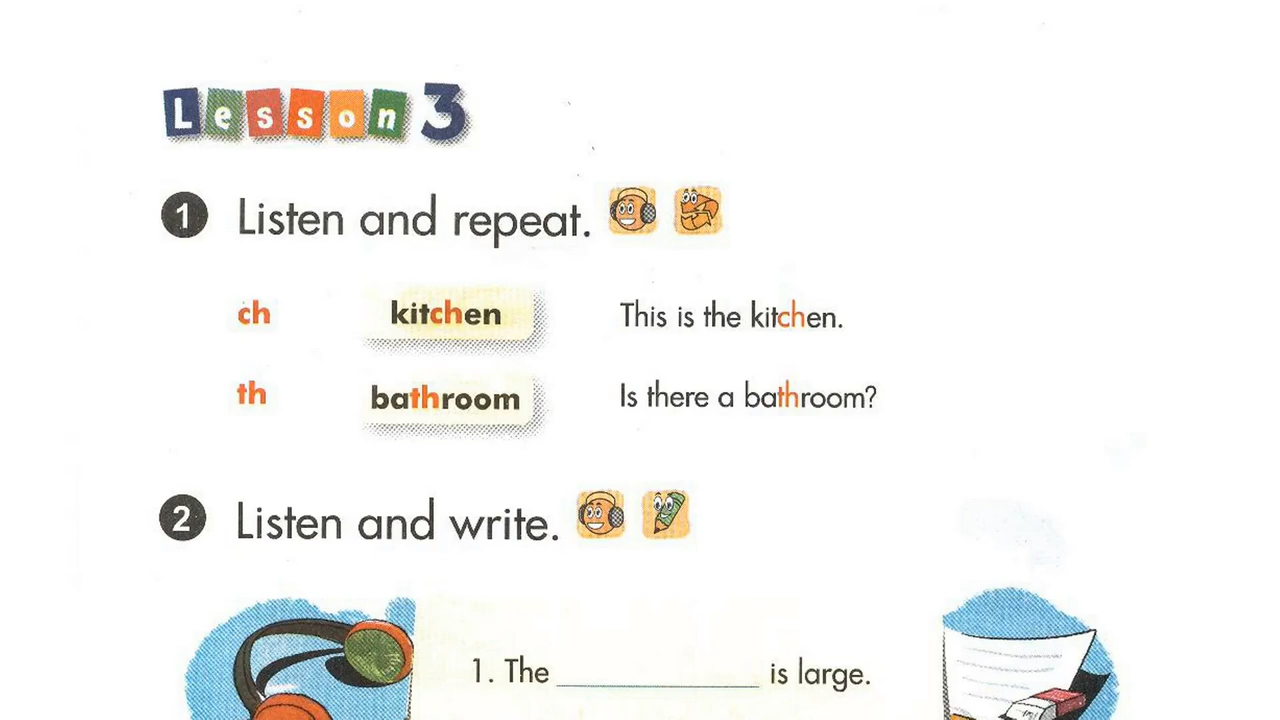 Lesson 3
1 Listen and repeat.
ch kitchen This is the kitchen.
th bathroom Is there a bathroom?
2 Listen and write.
1. The ____________ is large.